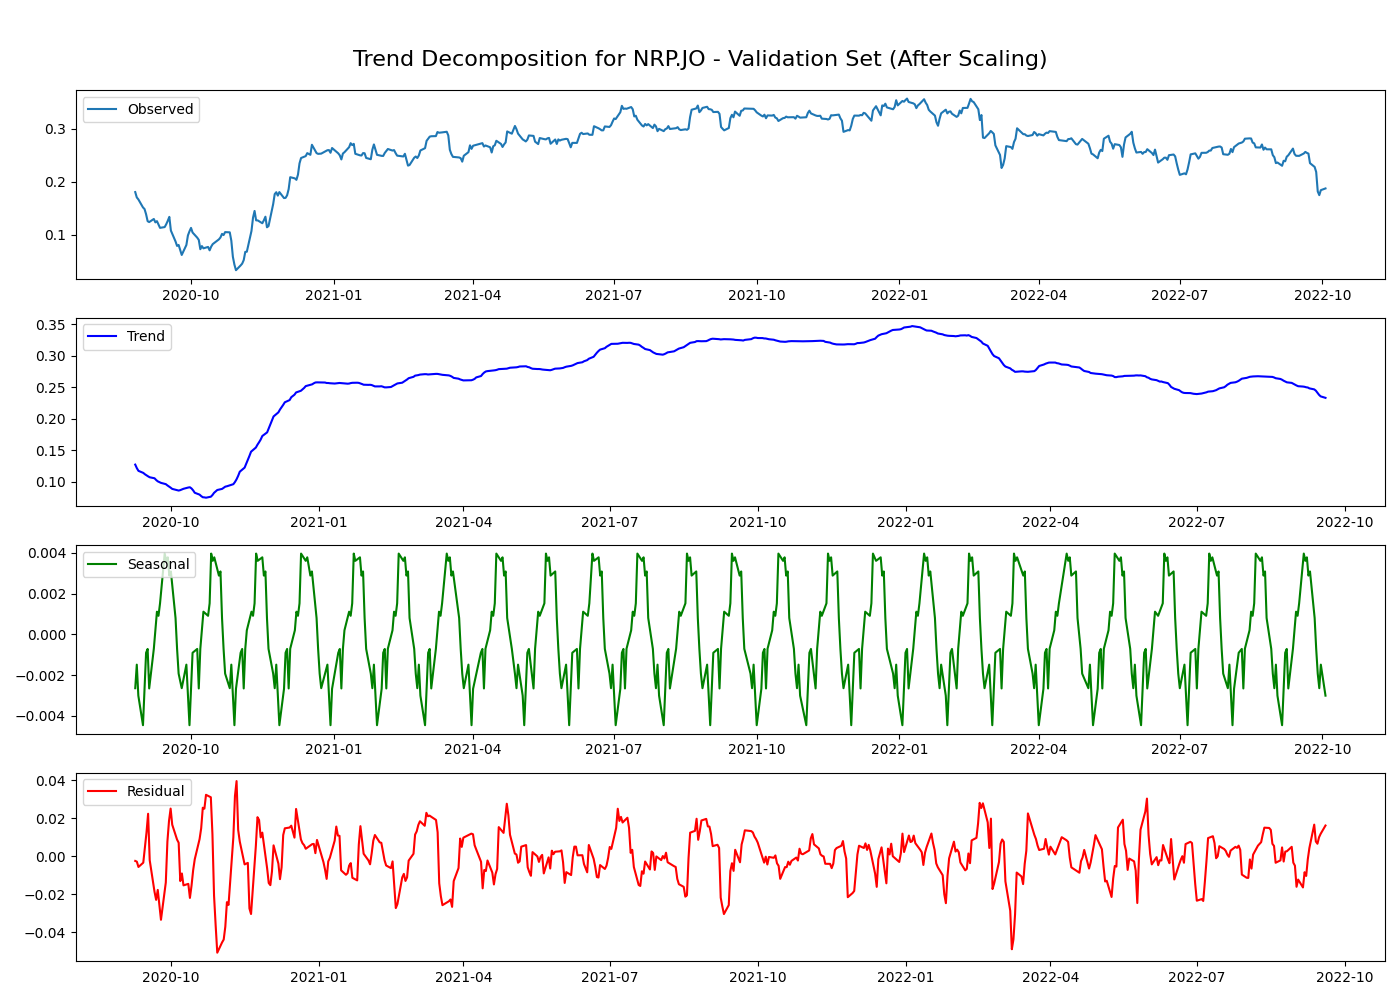 Trend Decomposition for NRP.JO - Validation Set (After Scaling)
Observed
0.3
0.2
0.1
2020-10 2021-01 2021-04 2021-07 2021-10 2022-01 2022-04 2022-07 2022-10
Trend
0.35
0.30
0.25
0.20
0.15
0.10
2020-10 2021-01 2021-04 2021-07 2021-10 2022-01 2022-04 2022-07 2022-10
Seasonal
0.004
0.002
0.000
−0.002
−0.004
2020-10 2021-01 2021-04 2021-07 2021-10 2022-01 2022-04 2022-07 2022-10
Residual
0.04
0.02
0.00
−0.02
−0.04
2020-10 2021-01 2021-04 2021-07 2021-10 2022-01 2022-04 2022-07 2022-10